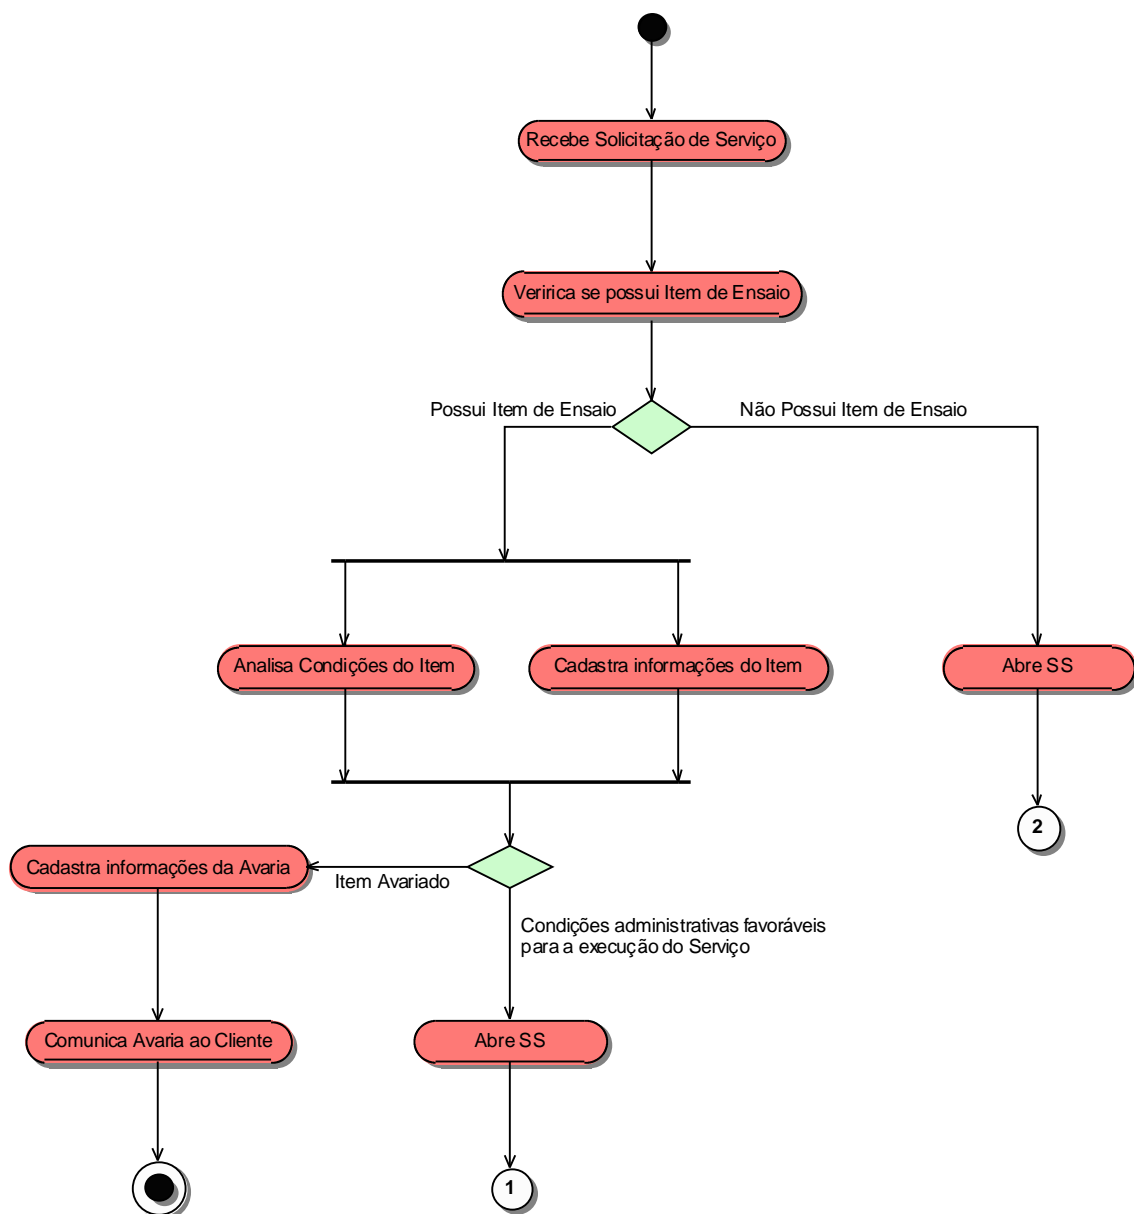 Recebe Solicitação de Serviço
Veririca se possui Item de Ensaio
Possui Item de Ensaio
Não Possui Item de Ensaio
Analisa Condições do Item
Cadastra informações do Item
Abre SS
2
Cadastra informações da Avaria
Item Avariado
Condições administrativas favoráveis
para a execução do Serviço
Comunica Avaria ao Cliente
Abre SS
1